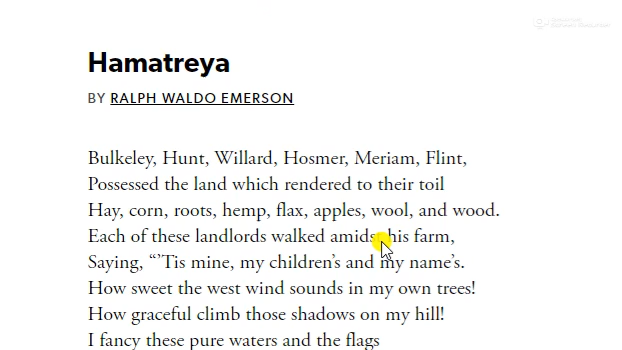 Hamatreya
BY RALPH WALDO EMERSON
Bulkeley, Hunt, Willard, Hosmer, Meriam, Flint,
Possessed the land which rendered to their toil
Hay, corn, roots, hemp, flax, apples, wool, and wood.
Each of these landlords walked amidst his farm,
Saying, “’Tis mine, my children’s and my name’s.
How sweet the west wind sounds in my own trees!
How graceful climb those shadows on my hill!
I fancy these pure waters and the flags